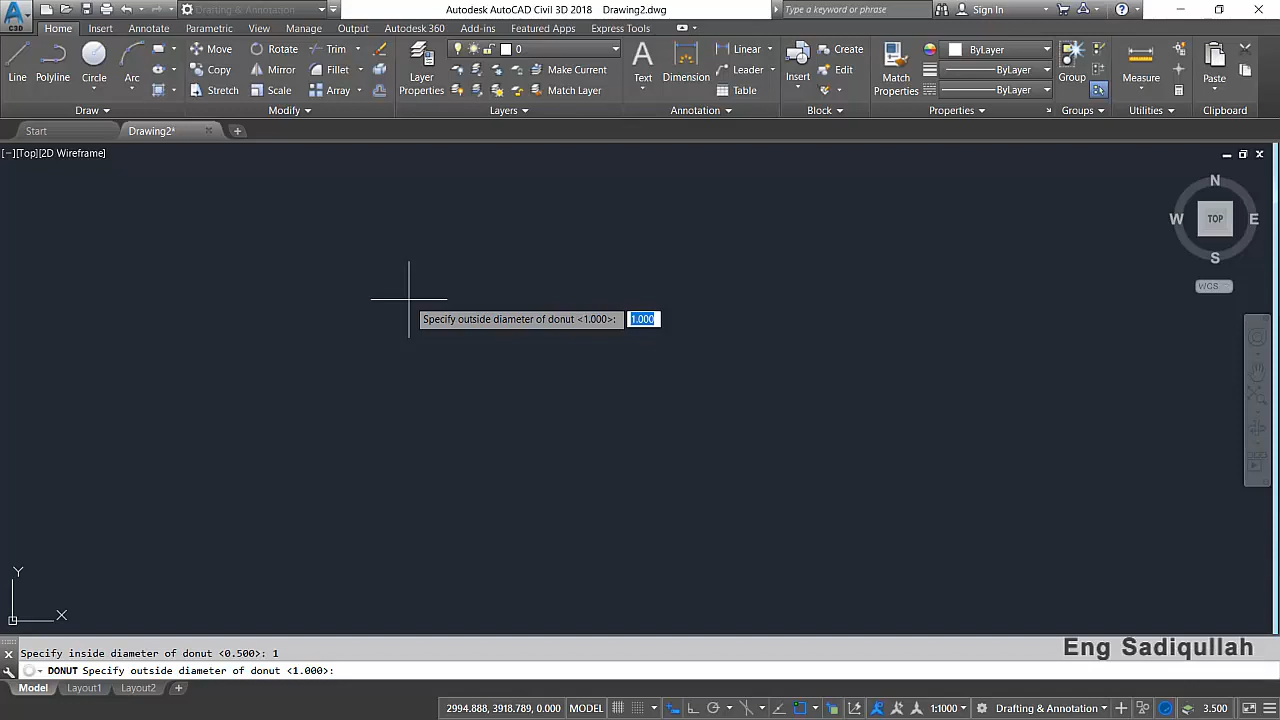 A C3D
Drafting & Annotation
Autodesk AutoCAD Civil 3D 2018 Drawing2.dwg
Type a keyword or phrase
Sign In
Home Insert Annotate Parametric View Manage Output Autodesk 360 Add-ins Featured Apps Express Tools
Move Rotate Trim
Copy Mirror Fillet
Stretch Scale Array
Line Polyline Circle Arc
Layer Properties
0
Make Current
Match Layer
Text Dimension
Linear
Leader
Table
Insert
Create
Edit
Match Properties
ByLayer
ByLayer
ByLayer
Group Measure Paste
Draw Modify Layers Annotation Block Properties Groups Utilities Clipboard
Start Drawing2*
[−][Top][2D Wireframe]
N
W TOP E
S
WCS
Specify outside diameter of donut <1.000>: 1.000
Y
X
Specify inside diameter of donut <0.500>: 1
DONUT Specify outside diameter of donut <1.000>:
Eng Sadiqullah
Model Layout1 Layout2
2994.888, 3918.789, 0.000 MODEL 1:1000 Drafting & Annotation 3.500